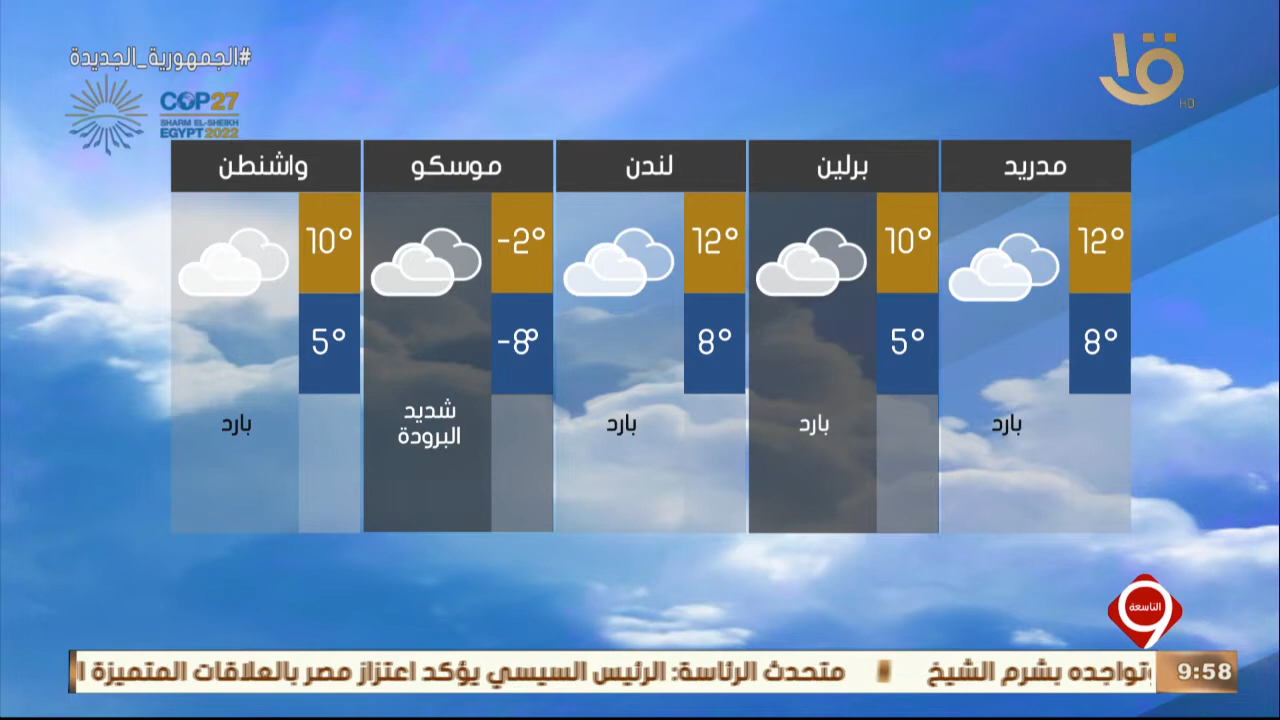 #الجمهورية_الجديدة
COP27
SHARM EL-SHEIKH
EGYPT 2022
HD
مدريد
12°
8°
بارد
برلين
10°
5°
بارد
لندن
12°
8°
بارد
موسكو
-2°
-8°
شديد
البرودة
واشنطن
10°
5°
بارد
التاسعة
9
9:58
تواجده بشرم الشيخ
متحدث الرئاسة: الرئيس السيسي يؤكد اعتزاز مصر بالعلاقات المتميزة